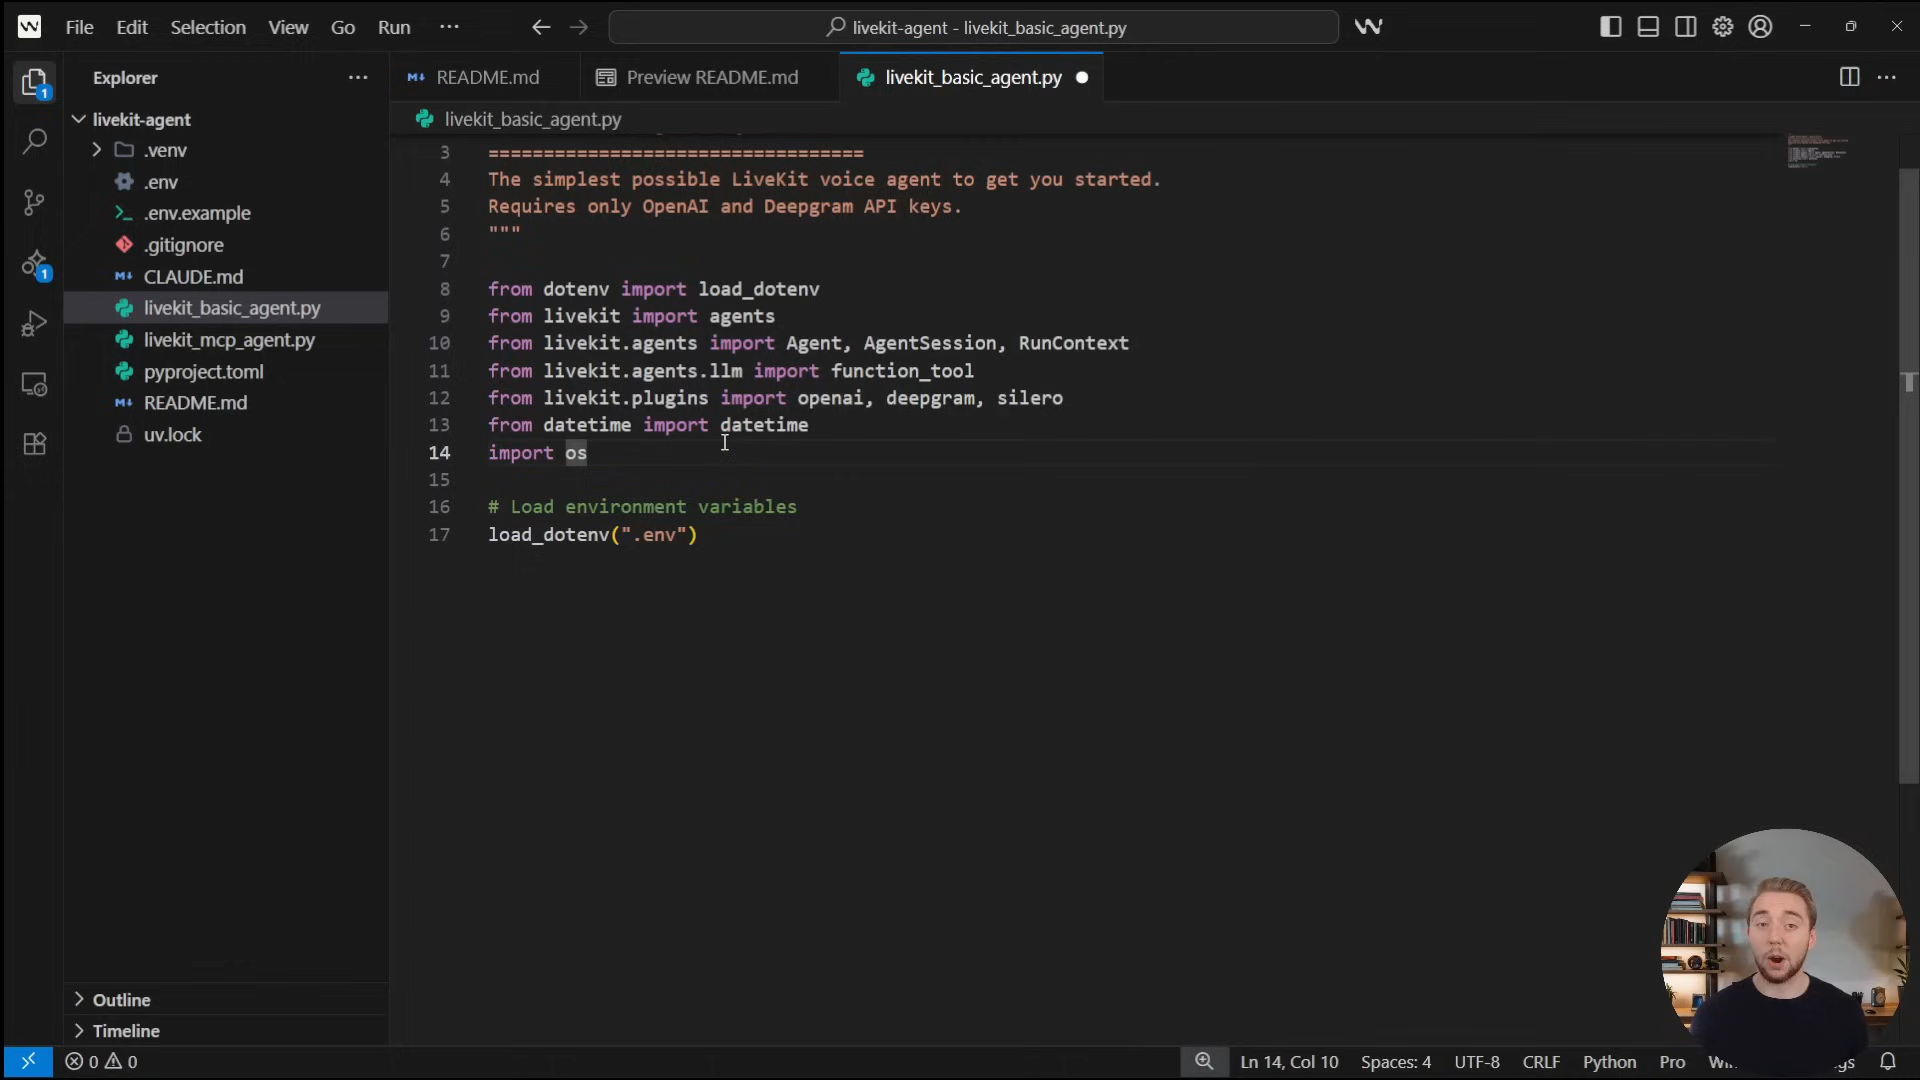 File Edit Selection View Go Run ···
livekit-agent - livekit_basic_agent.py
Explorer
README.md
Preview README.md
livekit_basic_agent.py
livekit_basic_agent.py
1
livekit-agent
.venv
.env
.env.example
.gitignore
CLAUDE.md
livekit_basic_agent.py
livekit_mcp_agent.py
pyproject.toml
README.md
uv.lock
1
3 ==================================
4 The simplest possible LiveKit voice agent to get you started.
5 Requires only OpenAI and Deepgram API keys.
6 """
7
8 from dotenv import load_dotenv
9 from livekit import agents
10 from livekit.agents import Agent, AgentSession, RunContext
11 from livekit.agents.llm import function_tool
12 from livekit.plugins import openai, deepgram, silero
13 from datetime import datetime
14 import os
15
16 # Load environment variables
17 load_dotenv(".env")
Outline
Timeline
0 0
Ln 14, Col 10 Spaces: 4 UTF-8 CRLF Python Pro